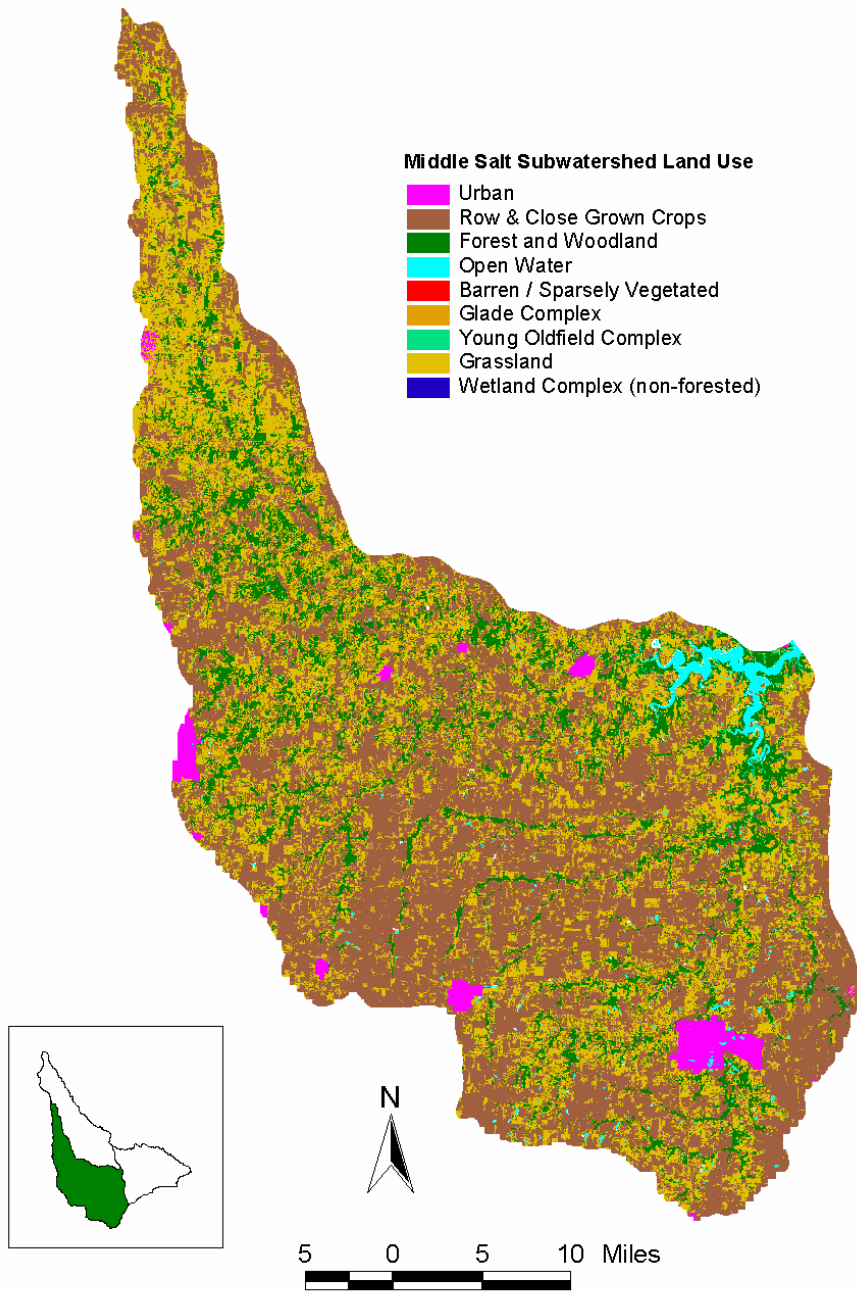 Middle Salt Subwatershed Land Use
Urban
Row & Close Grown Crops
Forest and Woodland
Open Water
Barren / Sparsely Vegetated
Glade Complex
Young Oldfield Complex
Grassland
Wetland Complex (non-forested)
N
5 0 5 10 Miles